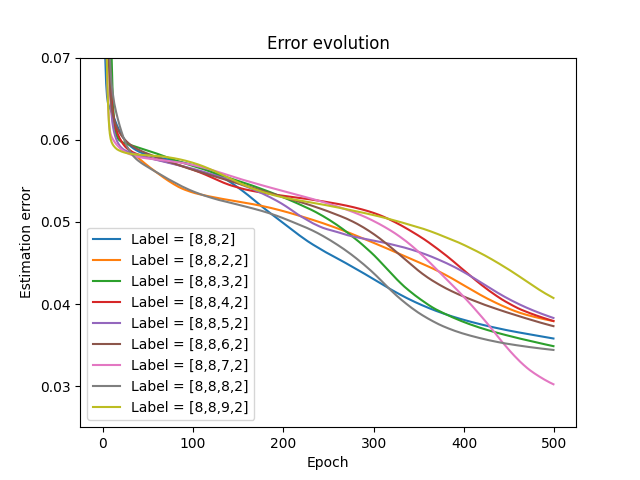 Error evolution
0.07
0.06
0.05
0.04
0.03
Estimation error
Label = [8,8,2]
Label = [8,8,2,2]
Label = [8,8,3,2]
Label = [8,8,4,2]
Label = [8,8,5,2]
Label = [8,8,6,2]
Label = [8,8,7,2]
Label = [8,8,8,2]
Label = [8,8,9,2]
0 100 200 300 400 500
Epoch